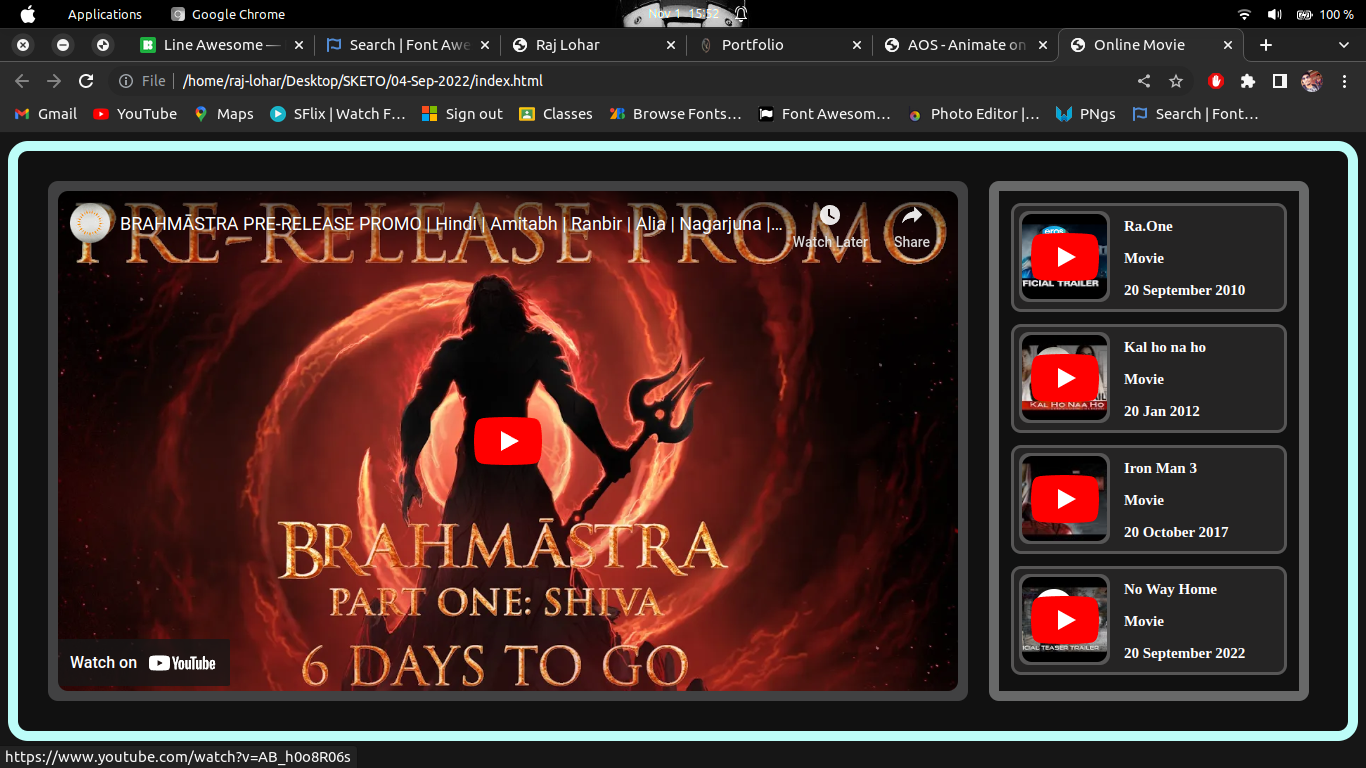 Applications
Google Chrome
Nov 1 15:52
100 %
Line Awesome —
Search | Font Awe
Raj Lohar
Portfolio
AOS - Animate on
Online Movie
File
/home/raj-lohar/Desktop/SKETO/04-Sep-2022/index.html
Gmail
YouTube
Maps
SFlix | Watch F…
Sign out
Classes
Browse Fonts…
Font Awesom…
Photo Editor |…
PNgs
Search | Font…
PRE-RELEASE PROMO
BRAHMĀSTRA PRE-RELEASE PROMO | Hindi | Amitabh | Ranbir | Alia | Nagarjuna |…
Watch Later
Share
BRAHMĀSTRA
PART ONE: SHIVA
6 DAYS TO GO
Watch on YouTube
eros
FICIAL TRAILER
Ra.One
Movie
20 September 2010
KAL HO NAA HO
Kal ho na ho
Movie
20 Jan 2012
Iron Man 3
Movie
20 October 2017
ICIAL TEASER TRAILER
No Way Home
Movie
20 September 2022
https://www.youtube.com/watch?v=AB_h0o8R06s